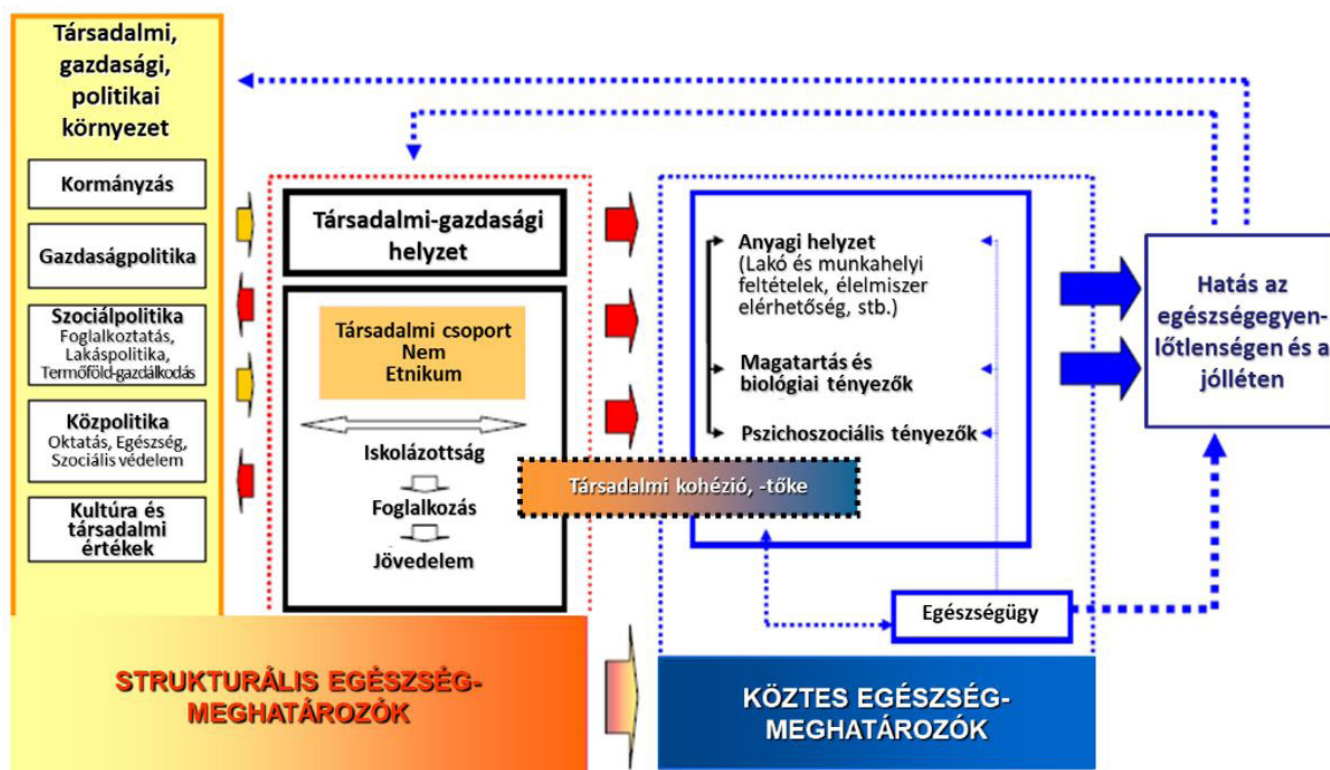 Társadalmi,
gazdasági,
politikai
környezet
Kormányzás
Gazdaságpolitika
Szociálpolitika
Foglalkoztatás,
Lakáspolitika,
Termőföld-gazdálkodás
Közpolitika
Oktatás, Egészség,
Szociális védelem
Kultúra és
társadalmi
értékek
Társadalmi-gazdasági
helyzet
Társadalmi csoport
Nem
Etnikum
Iskolázottság
Foglalkozás
Jövedelem
Társadalmi kohézió, -tőke
Anyagi helyzet
(Lakó és munkahelyi
feltételek, élelmiszer
elérhetőség, stb.)
Magatartás és
biológiai tényezők
Pszichoszociális tényezők
Egészségügy
Hatás az
egészségegyen-
lőtlenségen és a
jólléten
STRUKTURÁLIS EGÉSZSÉG-
MEGHATÁROZÓK
KÖZTES EGÉSZSÉG-
MEGHATÁROZÓK